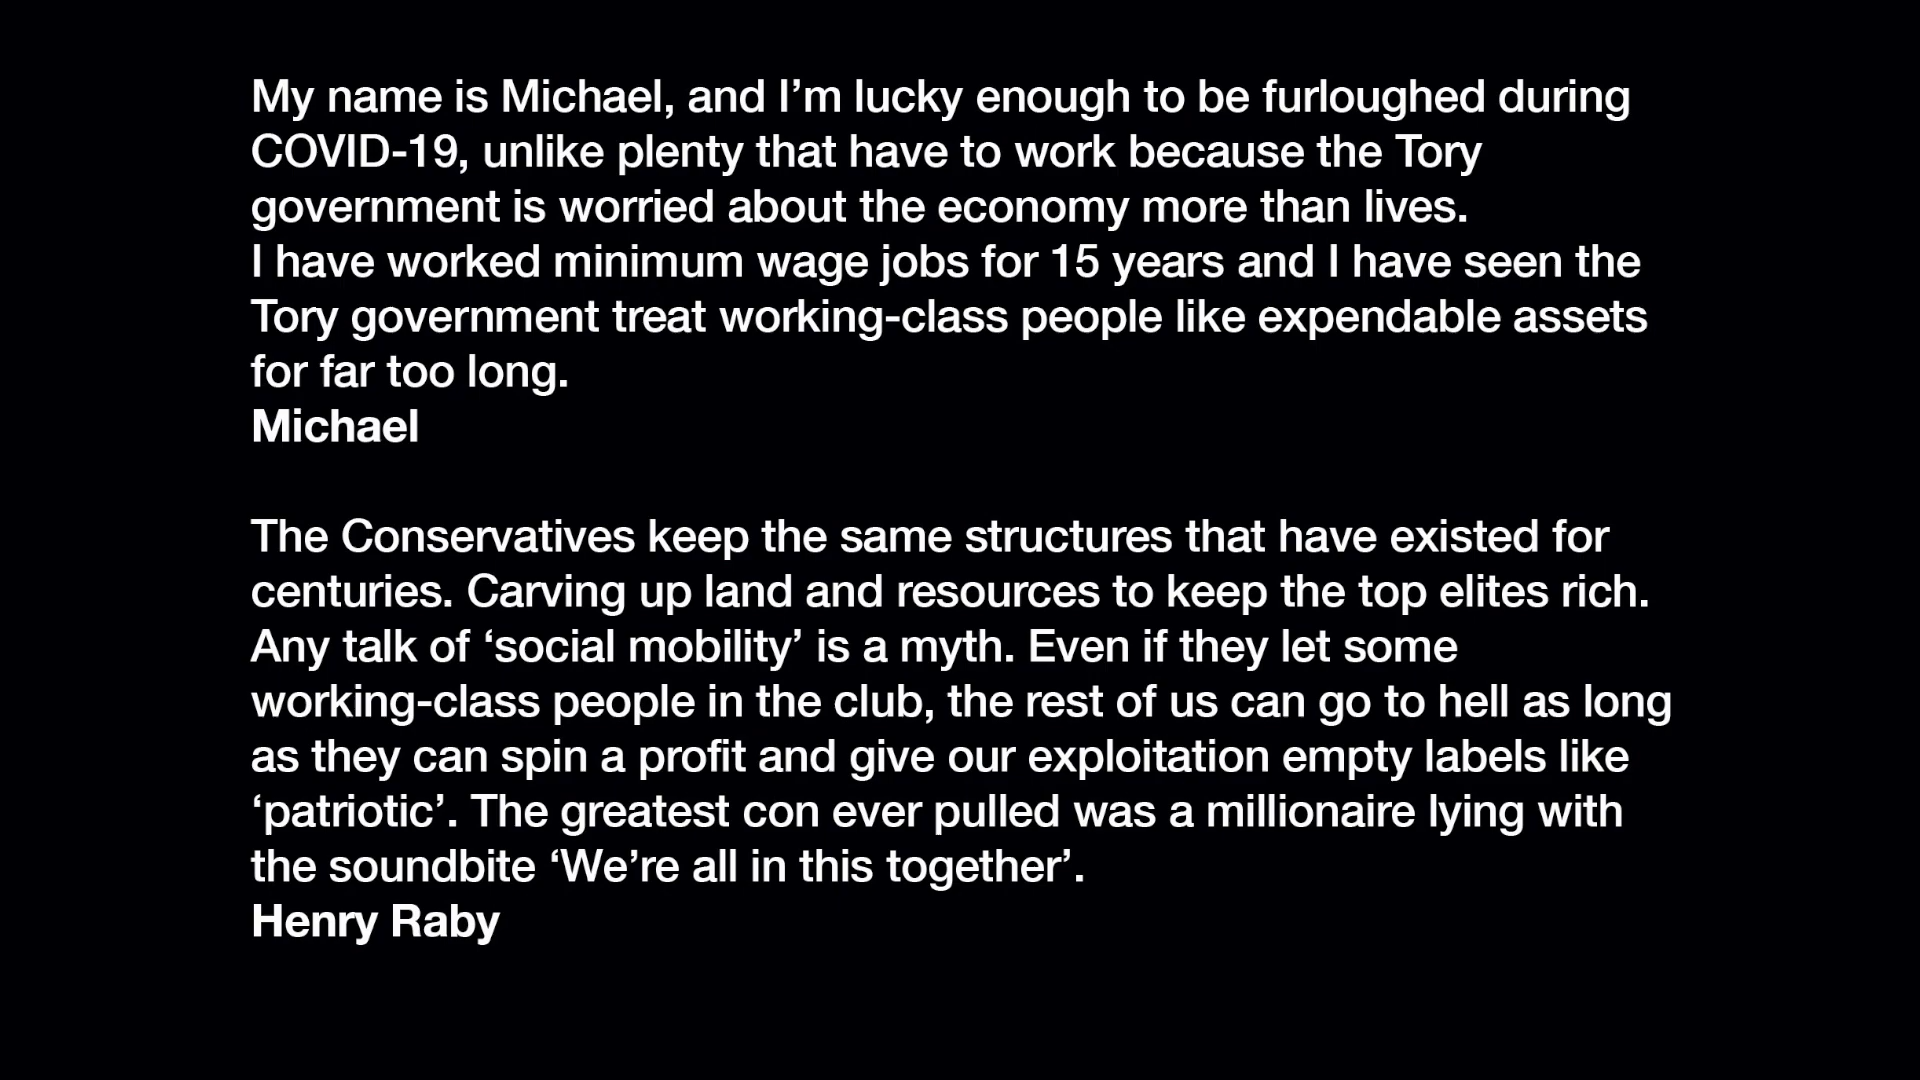 My name is Michael, and I’m lucky enough to be furloughed during
COVID-19, unlike plenty that have to work because the Tory
government is worried about the economy more than lives.
I have worked minimum wage jobs for 15 years and I have seen the
Tory government treat working-class people like expendable assets
for far too long.
Michael
The Conservatives keep the same structures that have existed for
centuries. Carving up land and resources to keep the top elites rich.
Any talk of ‘social mobility’ is a myth. Even if they let some
working-class people in the club, the rest of us can go to hell as long
as they can spin a profit and give our exploitation empty labels like
‘patriotic’. The greatest con ever pulled was a millionaire lying with
the soundbite ‘We’re all in this together’.
Henry Raby